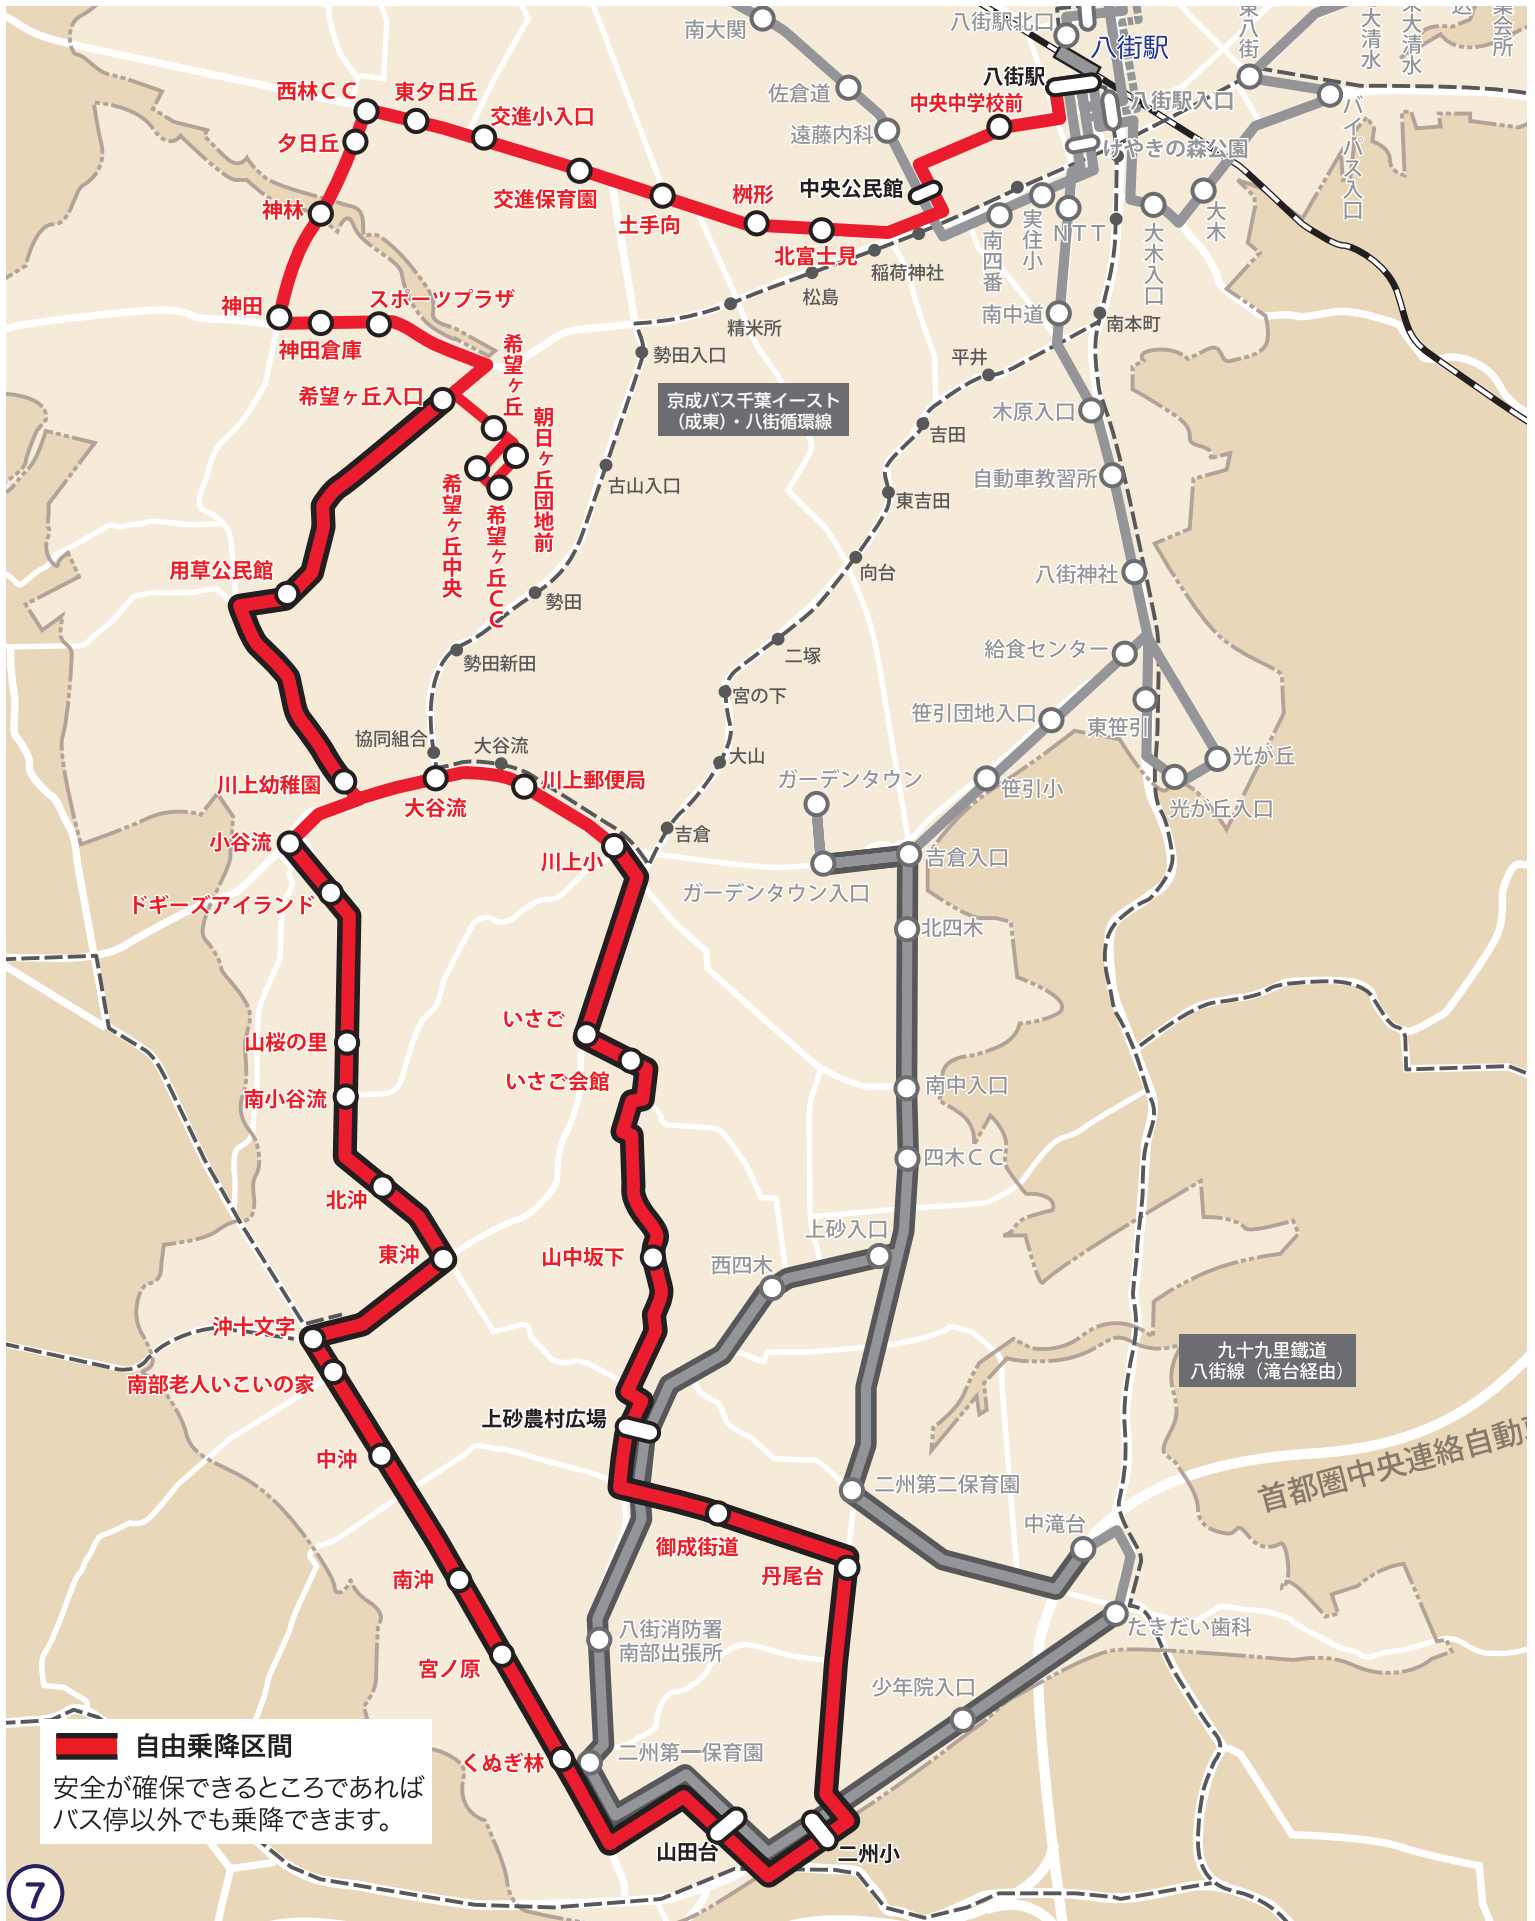 南大関
八街駅北口
八街駅
東八街
大清水
東大清水
集会所
八街駅
佐倉道
中央中学校前
八街駅入口
バイパス入口
遠藤内科
けやきの森公園
中央公民館
大木
大木入口
NTT
実住小
南四番
西林CC
東夕日丘
交進小入口
夕日丘
神林
交進保育園
土手向
桝形
北富士見
稲荷神社
松島
精米所
南中道
南本町
神田
神田倉庫
スポーツプラザ
希望ヶ丘
勢田入口
平井
希望ヶ丘入口
朝日ヶ丘団地前
京成バス千葉イースト
(成東)・八街循環線
木原入口
吉田
希望ヶ丘中央
希望ヶ丘CC
古山入口
東吉田
自動車教習所
用草公民館
向台
八街神社
勢田
勢田新田
二塚
給食センター
宮の下
笹引団地入口
東笹引
協同組合
大谷流
大山
光が丘
川上幼稚園
川上郵便局
ガーデンタウン
笹引小
光が丘入口
大谷流
小谷流
吉倉
川上小
吉倉入口
ドギーズアイランド
ガーデンタウン入口
北四木
いさご
山桜の里
いさご会館
南小谷流
南中入口
四木CC
北沖
上砂入口
東沖
山中坂下
西四木
沖十文字
南部老人いこいの家
九十九里鐵道
八街線(滝台経由)
上砂農村広場
中沖
首都圏中央連絡自動
二州第二保育園
中滝台
御成街道
丹尾台
南沖
たきだい歯科
八街消防署
南部出張所
宮ノ原
少年院入口
くぬぎ林
二州第一保育園
自由乗降区間
安全が確保できるところであれば
バス停以外でも乗降できます。
山田台
二州小
7